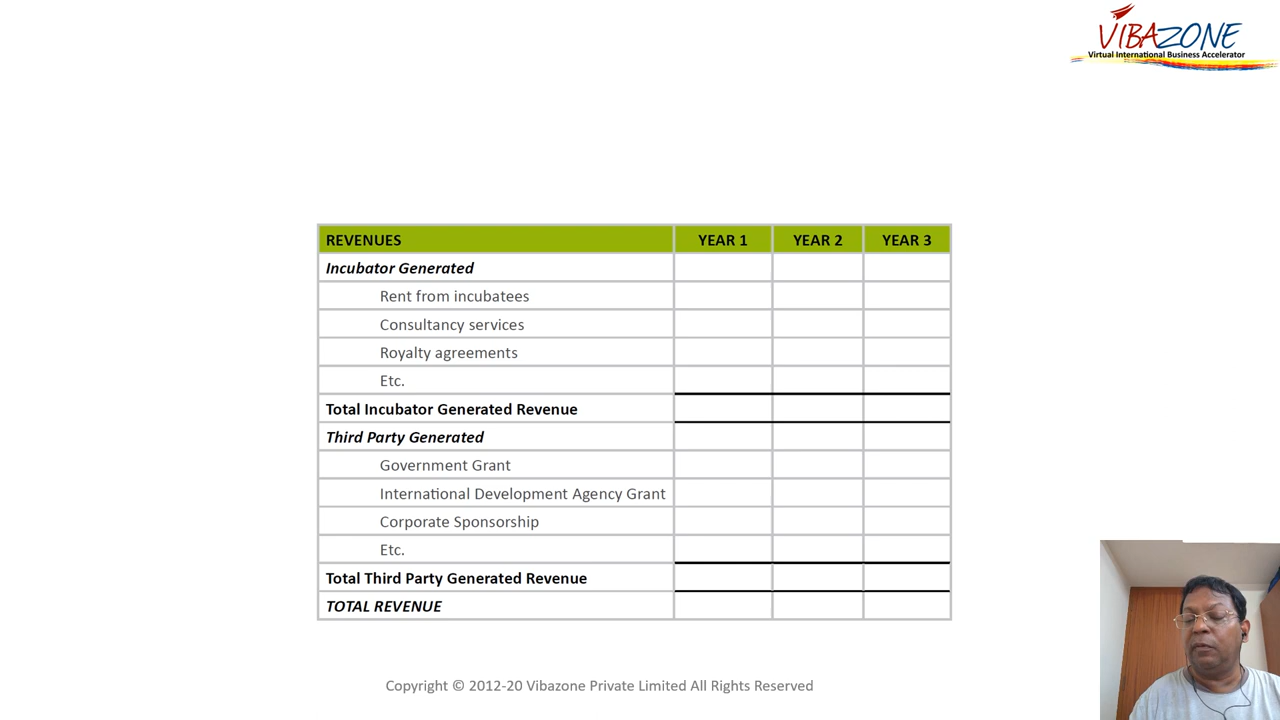 VIBAZONE
Virtual International Business Accelerator
REVENUES YEAR 1 YEAR 2 YEAR 3
Incubator Generated
Rent from incubatees
Consultancy services
Royalty agreements
Etc.
Total Incubator Generated Revenue
Third Party Generated
Government Grant
International Development Agency Grant
Corporate Sponsorship
Etc.
Total Third Party Generated Revenue
TOTAL REVENUE
Copyright © 2012-20 Vibazone Private Limited All Rights Reserved